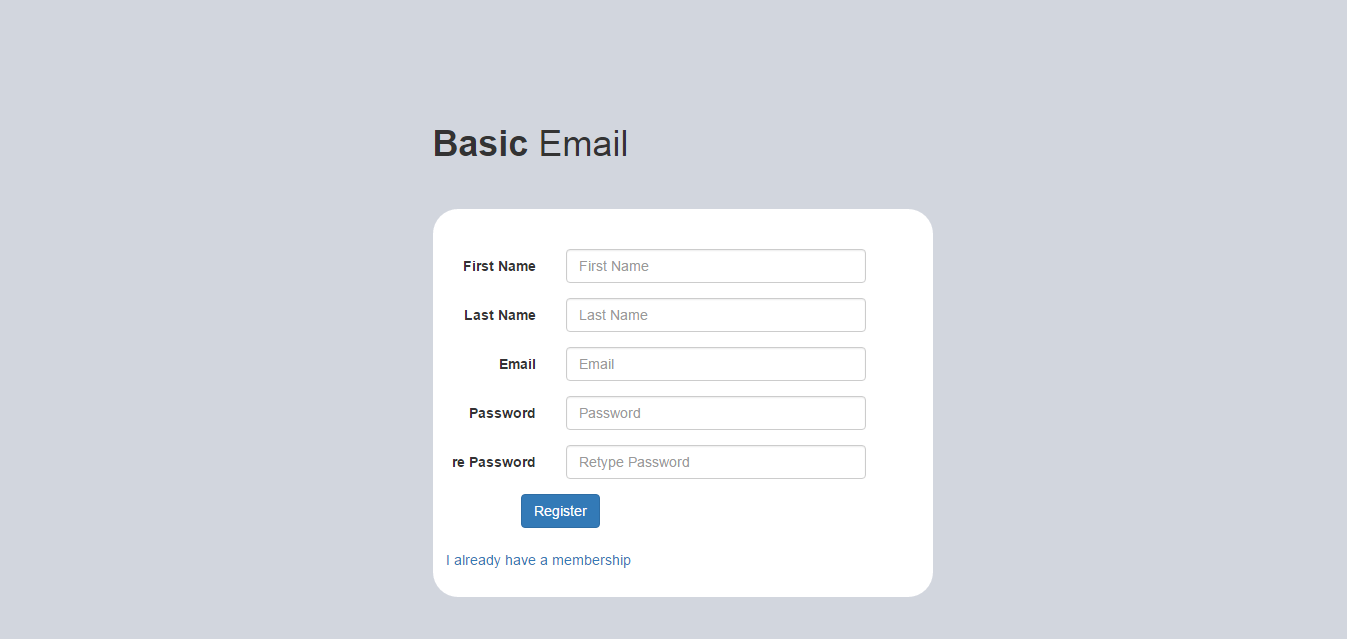 Basic Email
First Name First Name
Last Name Last Name
Email Email
Password Password
re Password Retype Password
Register
I already have a membership